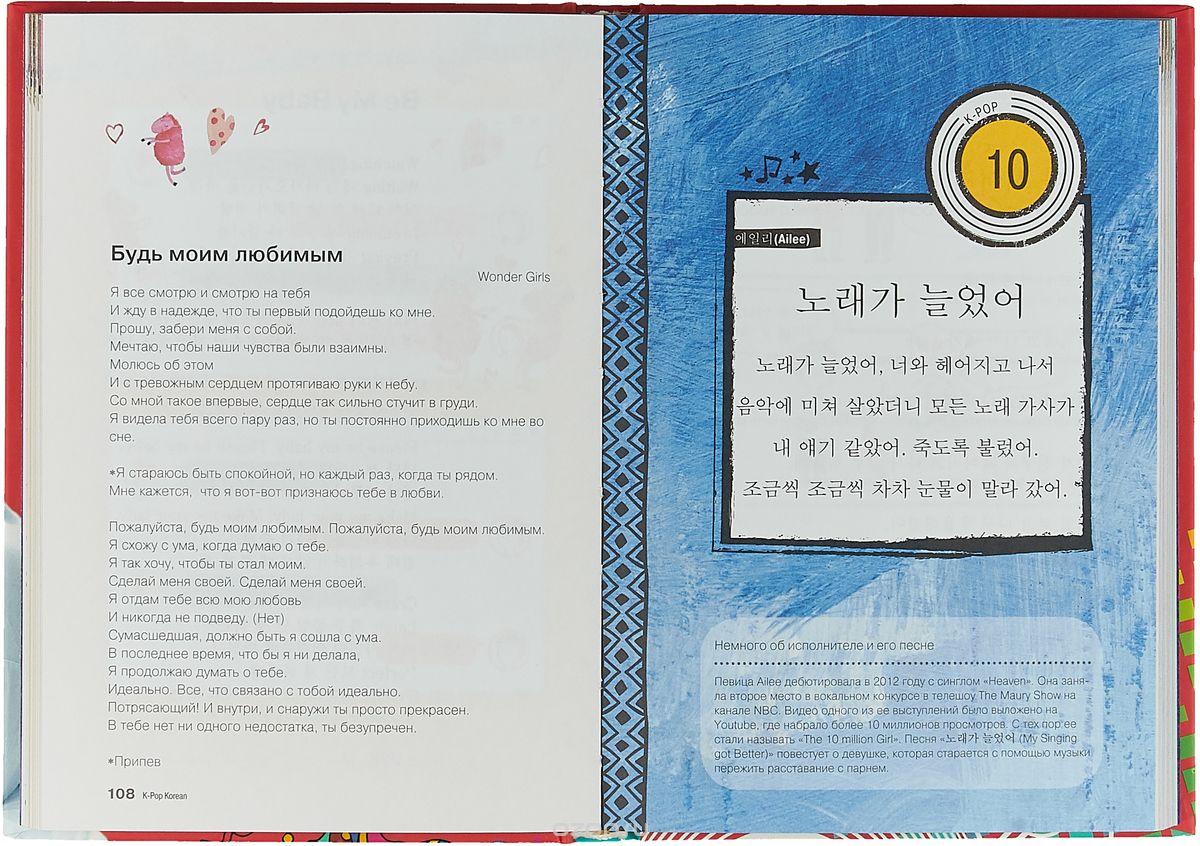 Будь моим любимым
Wonder Girls
Я все смотрю и смотрю на тебя
И жду в надежде, что ты первый подойдешь ко мне.
Прошу, забери меня с собой.
Мечтаю, чтобы наши чувства были взаимны.
Молюсь об этом
И с тревожным сердцем протягиваю руки к небу.
Со мной такое впервые, сердце так сильно стучит в груди.
Я видела тебя всего пару раз, но ты постоянно приходишь ко мне во
сне.
*Я стараюсь быть спокойной, но каждый раз, когда ты рядом.
Мне кажется, что я вот-вот признаюсь тебе в любви.
Пожалуйста, будь моим любимым. Пожалуйста, будь моим любимым.
Я схожу с ума, когда думаю о тебе.
Я так хочу, чтобы ты стал моим.
Сделай меня своей. Сделай меня своей.
Я отдам тебе всю мою любовь
И никогда не подведу. (Нет)
Сумасшедшая, должно быть я сошла с ума.
В последнее время, что бы я ни делала,
Я продолжаю думать о тебе.
Идеально. Все, что связано с тобой идеально.
Потрясающий! И внутри, и снаружи ты просто прекрасен.
В тебе нет ни одного недостатка, ты безупречен.
*Припев
108 K-Pop Korean
K-POP
10
에일리(Ailee)
노래가 늘었어
노래가 늘었어, 너와 헤어지고 나서
음악에 미쳐 살았더니 모든 노래 가사가
내 얘기 같았어. 죽도록 불렀어.
조금씩 조금씩 차차 눈물이 말라 갔어.
Немного об исполнителе и его песне
Певица Ailee дебютировала в 2012 году с синглом «Heaven». Она заня-
ла второе место в вокальном конкурсе в телешоу The Maury Show на
канале NBC. Видео одного из ее выступлений было выложено на
Youtube, где набрало более 10 миллионов просмотров. С тех пор ее
стали называть «The 10 million Girl». Песня «노래가 늘었어 (My Singing
got Better)» повествует о девушке, которая старается с помощью музыки
пережить расставание с парнем.